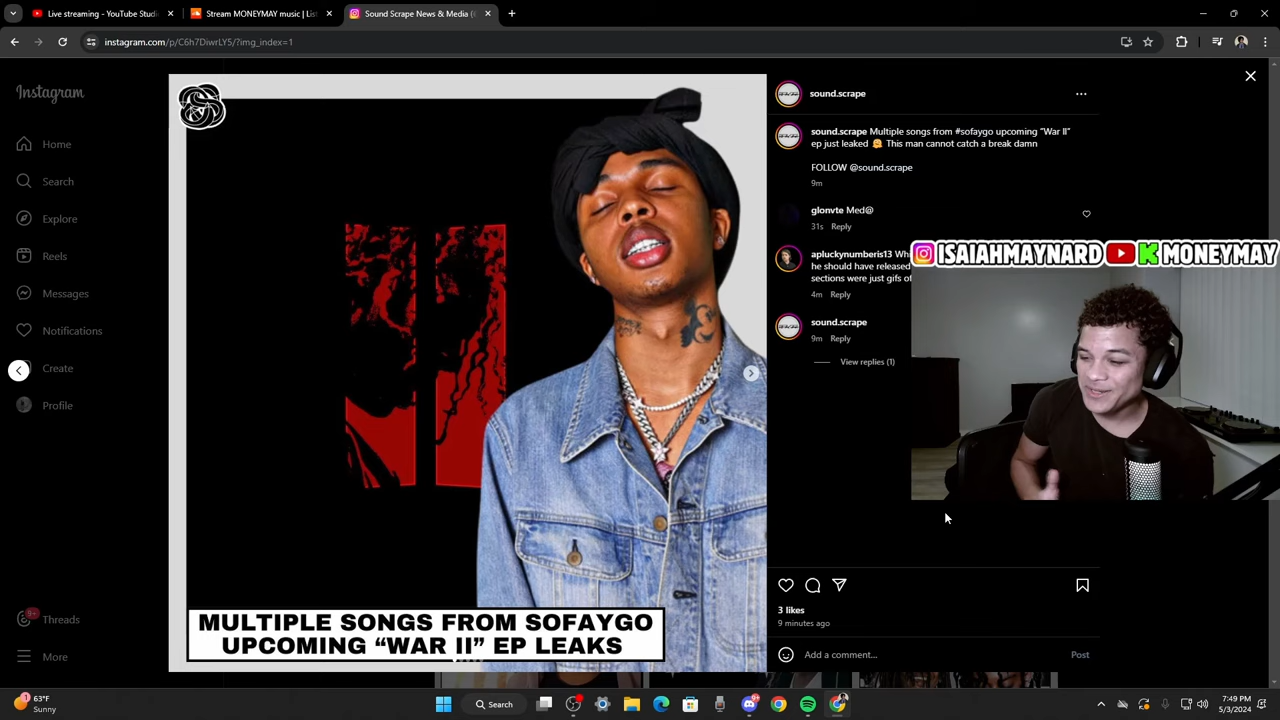 Live streaming - YouTube Studi
Stream MONEYMAY music | Lis
Sound Scrape News & Media (
instagram.com/p/C6h7DiwrLY5/?img_index=1
Instagram
Home
Search
Explore
Reels
Messages
Notifications
Create
Profile
9+
Threads
More
MULTIPLE SONGS FROM SOFAYGO
UPCOMING “WAR II” EP LEAKS
sound.scrape
sound.scrape Multiple songs from #sofaygo upcoming “War II”
ep just leaked 🫠 This man cannot catch a break damn
FOLLOW @sound.scrape
9m
glonvte Med@
31s Reply
apluckynumberis13
he should have released
sections were just gifs
4m Reply
sound.scrape
9m Reply
View replies (1)
ISAIAHMAYNARD K MONEYMAY
3 likes
9 minutes ago
Add a comment...
Post
1
63°F
Sunny
Search
7:49 PM
5/3/2024